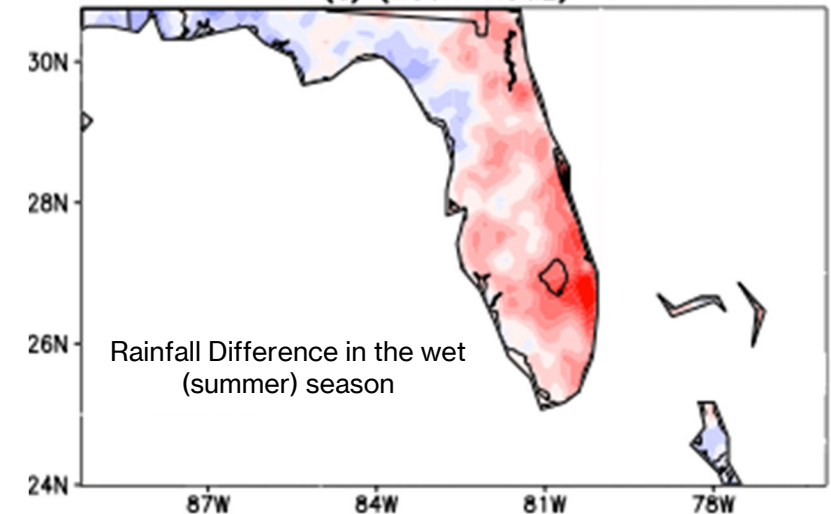 30N
28N
26N
24N
Rainfall Difference in the wet
(summer) season
87W
84W
81W
78W